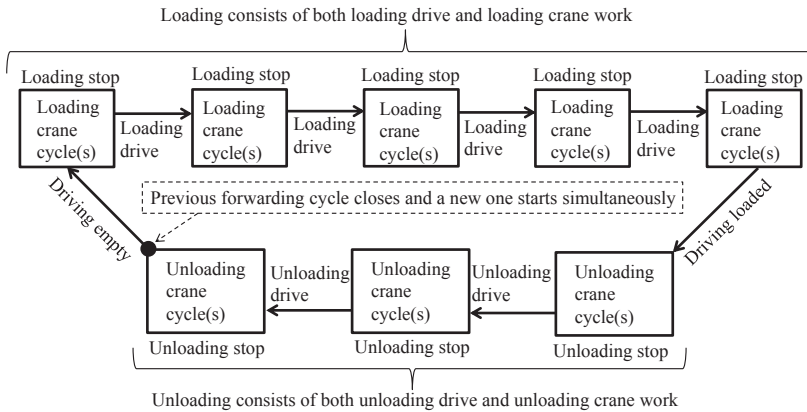 Loading consists of both loading drive and loading crane work
Loading stop
Loading stop
Loading stop
Loading stop
Loading stop
Loading
crane
cycle(s)
Loading
drive
Loading
crane
cycle(s)
Loading
drive
Loading
crane
cycle(s)
Loading
drive
Loading
crane
cycle(s)
Loading
drive
Loading
crane
cycle(s)
Driving empty
Previous forwarding cycle closes and a new one starts simultaneously
Driving loaded
Unloading
crane
cycle(s)
Unloading
drive
Unloading
crane
cycle(s)
Unloading
drive
Unloading
crane
cycle(s)
Unloading stop
Unloading stop
Unloading stop
Unloading consists of both unloading drive and unloading crane work